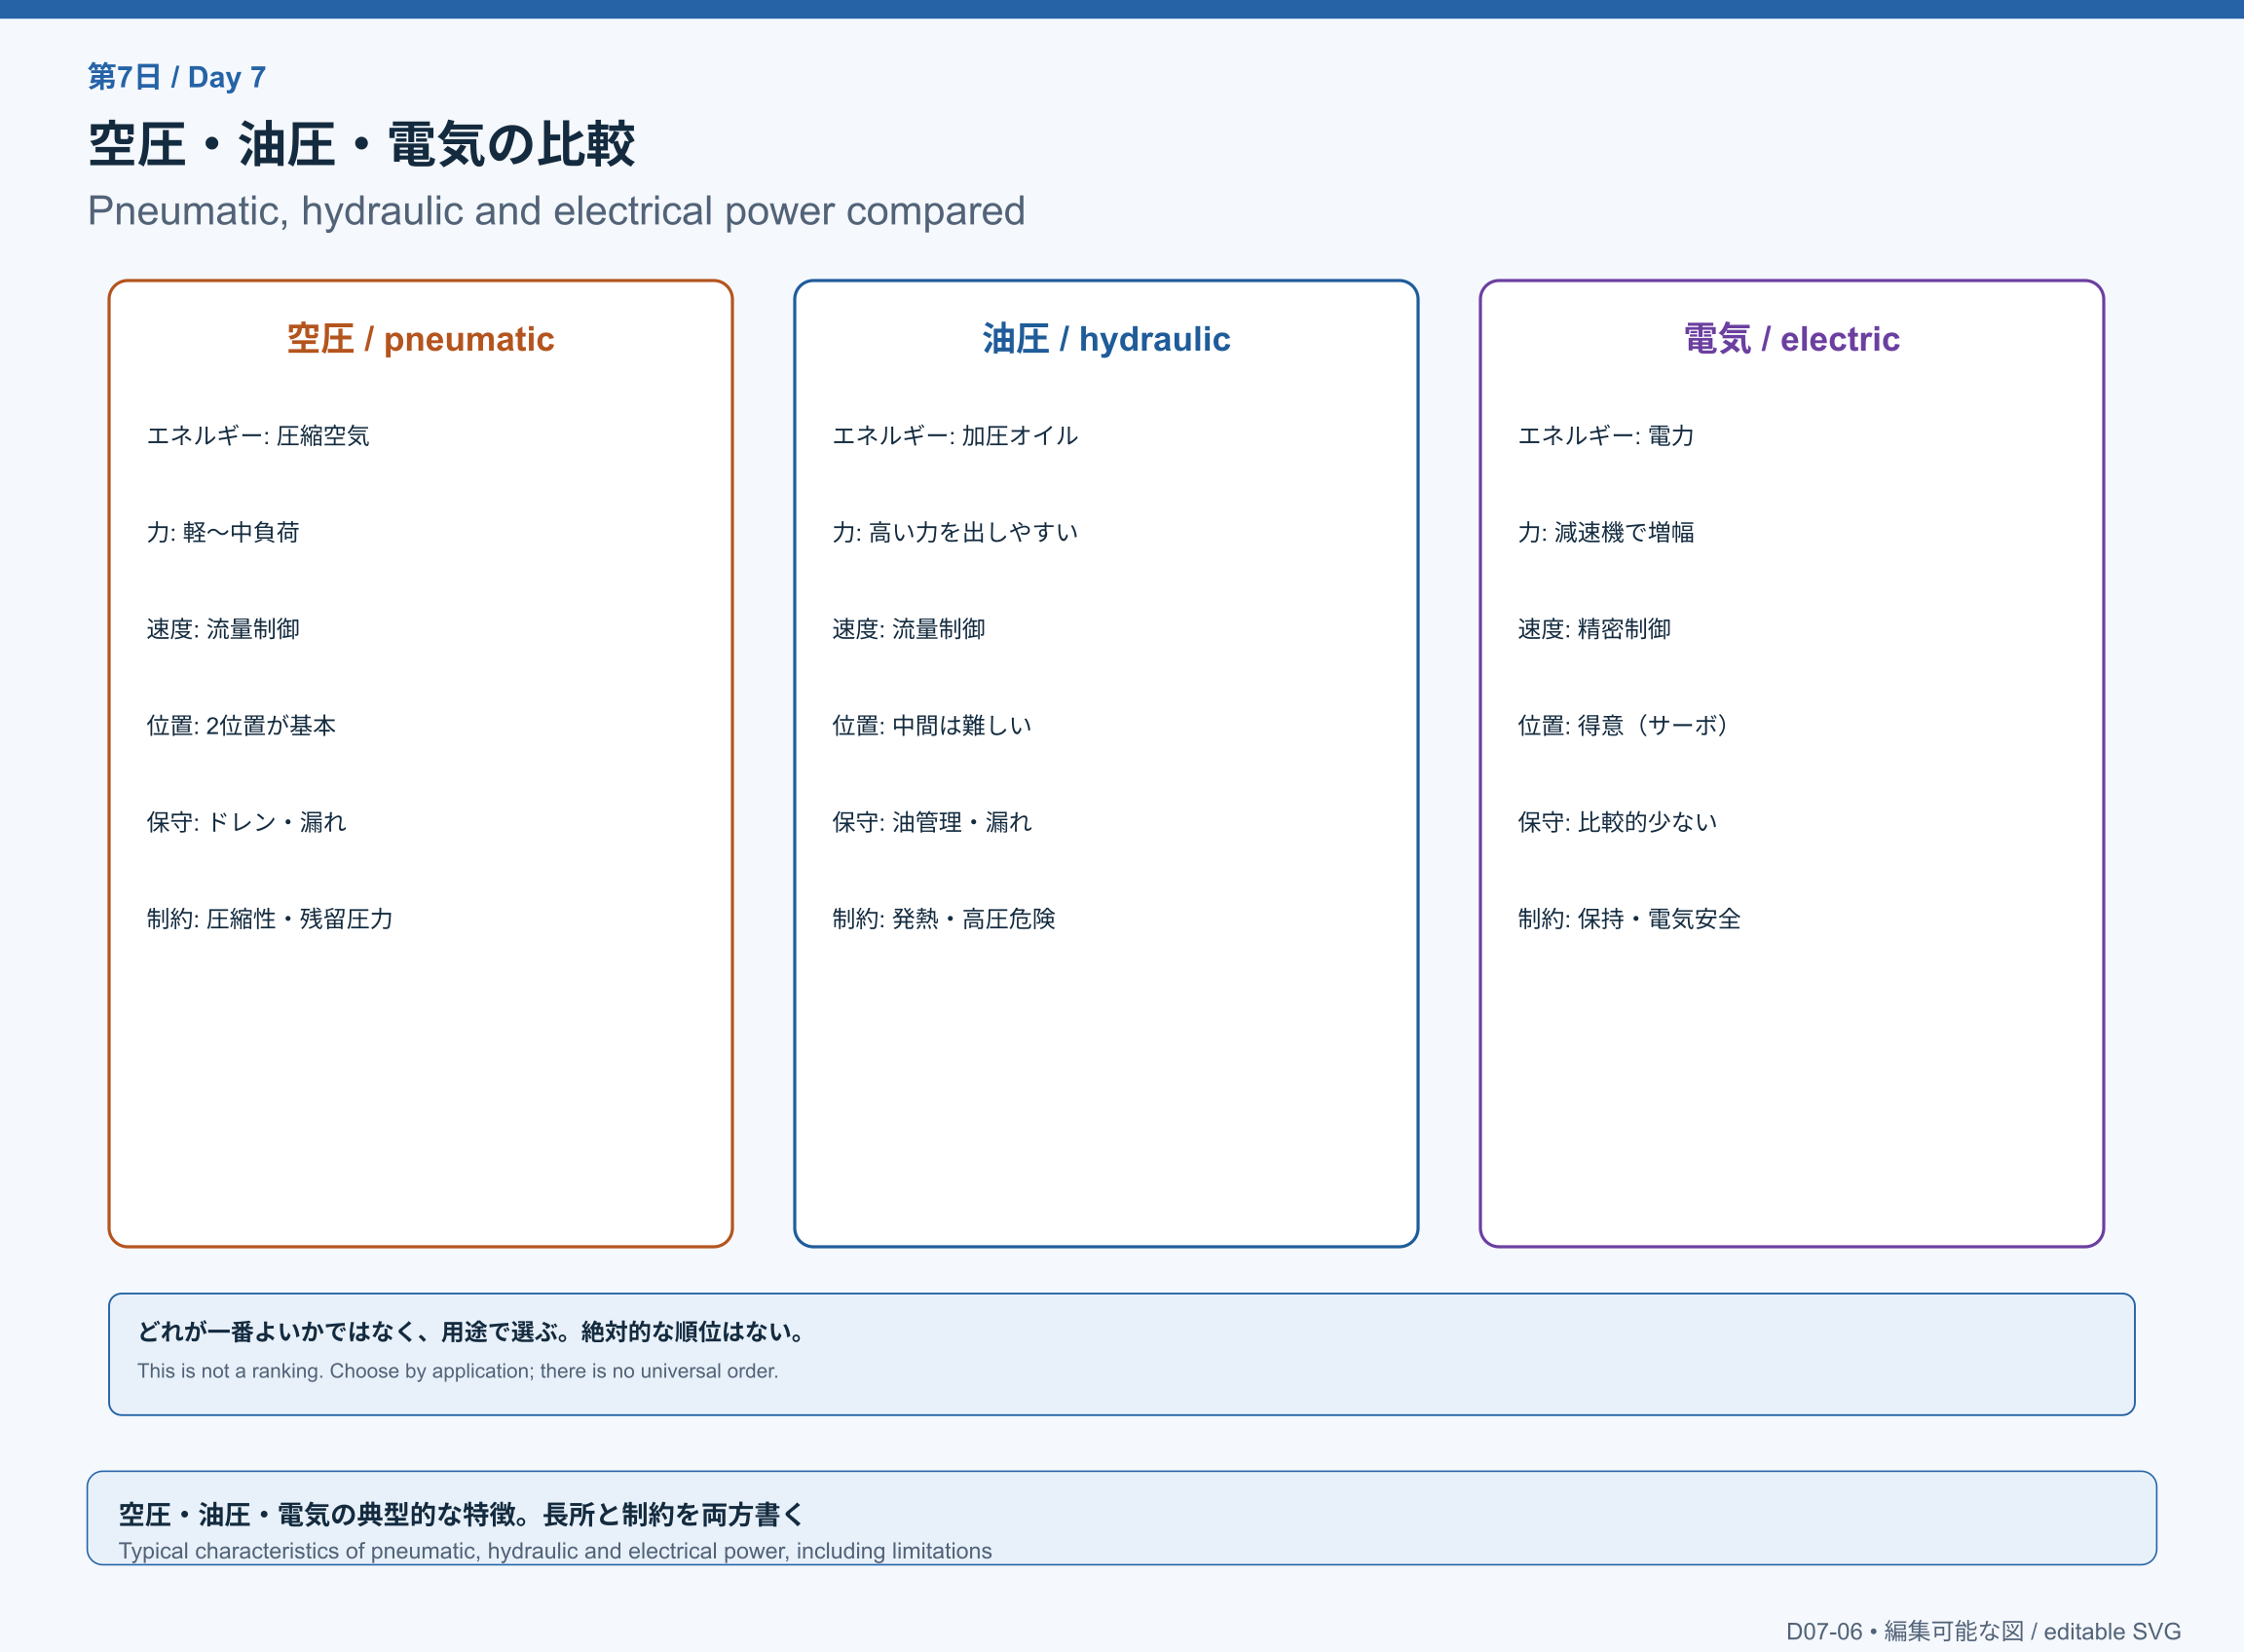 第7日 / Day 7
空圧・油圧・電気の比較
Pneumatic, hydraulic and electrical power compared
空圧 / pneumatic
エネルギー: 圧縮空気
力: 軽〜中負荷
速度: 流量制御
位置: 2位置が基本
保守: ドレン・漏れ
制約: 圧縮性・残留圧力
油圧 / hydraulic
エネルギー: 加圧オイル
力: 高い力を出しやすい
速度: 流量制御
位置: 中間は難しい
保守: 油管理・漏れ
制約: 発熱・高圧危険
電気 / electric
エネルギー: 電力
力: 減速機で増幅
速度: 精密制御
位置: 得意（サーボ）
保守: 比較的少ない
制約: 保持・電気安全
どれが一番よいかではなく、用途で選ぶ。絶対的な順位はない。
This is not a ranking. Choose by application; there is no universal order.
空圧・油圧・電気の典型的な特徴。長所と制約を両方書く
Typical characteristics of pneumatic, hydraulic and electrical power, including limitations
D07-06 • 編集可能な図 / editable SVG